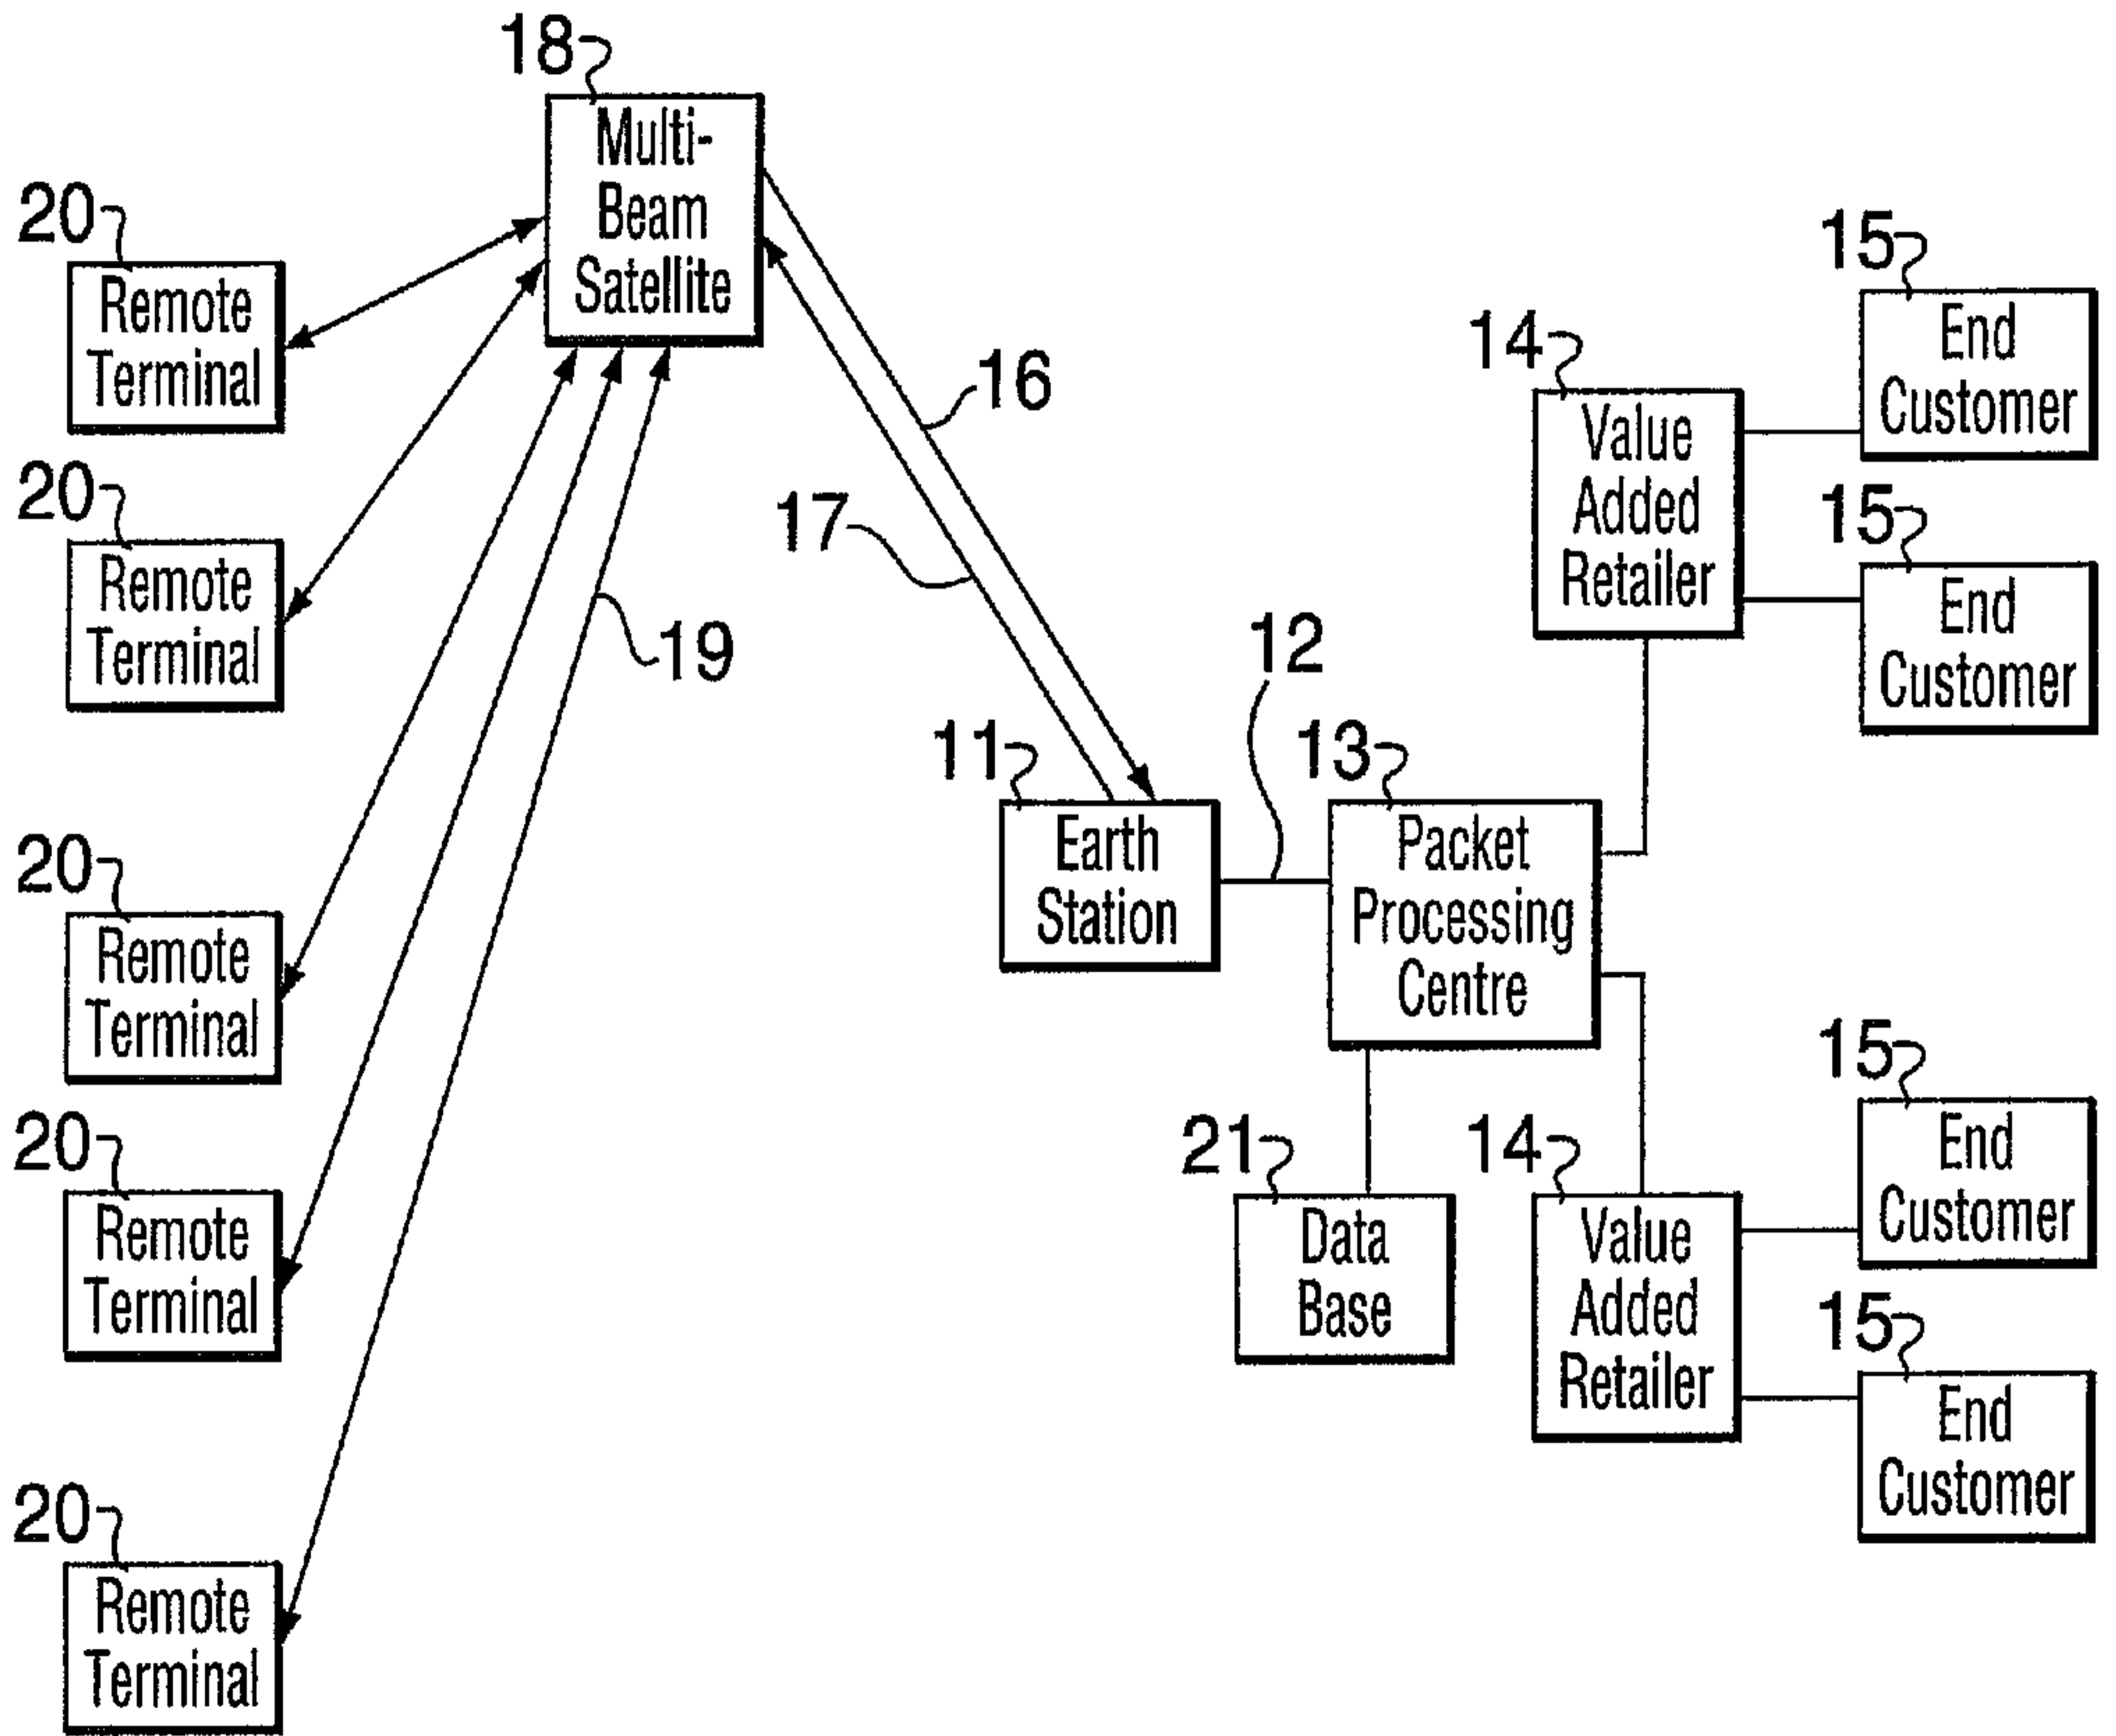 18
Multi-
Beam
Satellite
20
Remote
Terminal
20
Remote
Terminal
20
Remote
Terminal
20
Remote
Terminal
20
Remote
Terminal
16
17
19
12
11
Earth
Station
13
Packet
Processing
Centre
21
Data
Base
14
Value
Added
Retailer
15
End
Customer
15
End
Customer
14
Value
Added
Retailer
15
End
Customer
15
End
Customer